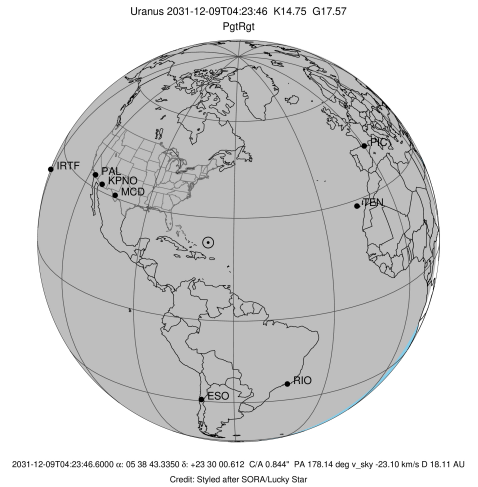 Uranus 2031-12-09T04:23:46 K14.75 G17.57
PgtRgt
PIC
IRTF
PAL
KPNO
MCD
TEN
RIO
ESO
2031-12-09T04:23:46.6000 α: 05 38 43.3350 δ: +23 30 00.612 C/A 0.844" PA 178.14 deg v_sky -23.10 km/s D 18.11 AU
Credit: Styled after SORA/Lucky Star